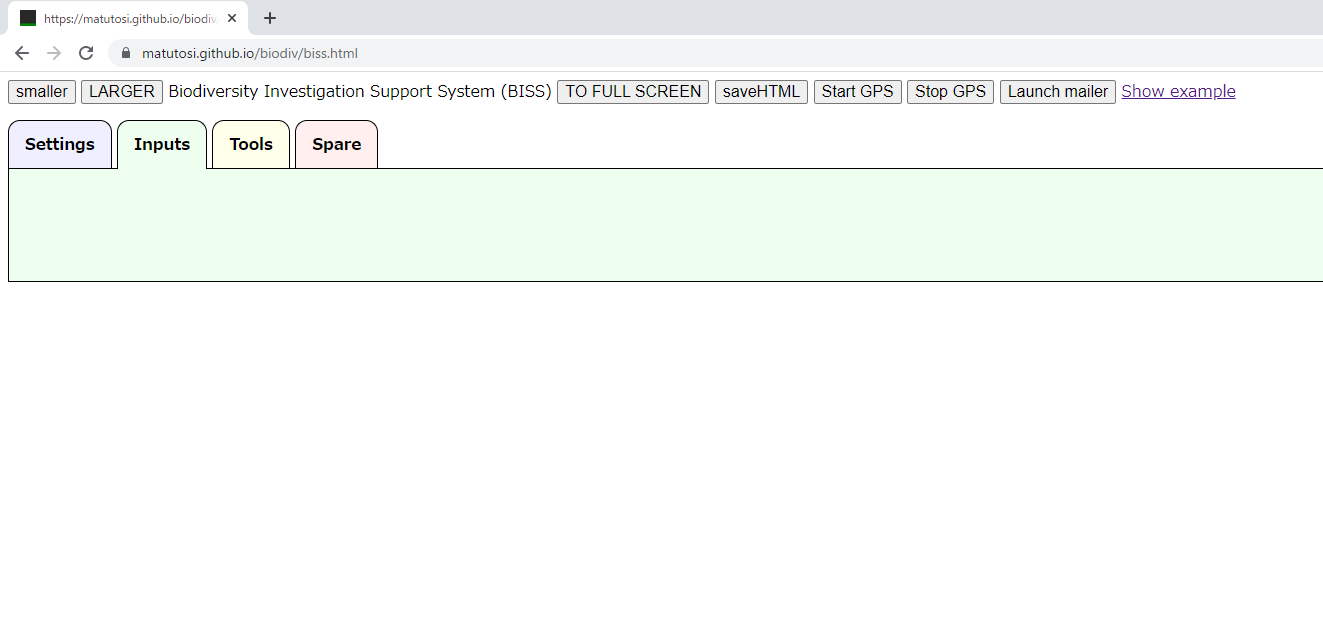 https://matutosi.github.io/biodiv
matutosi.github.io/biodiv/biss.html
smaller LARGER Biodiversity Investigation Support System (BISS) TO FULL SCREEN saveHTML Start GPS Stop GPS Launch mailer Show example
Settings Inputs Tools Spare